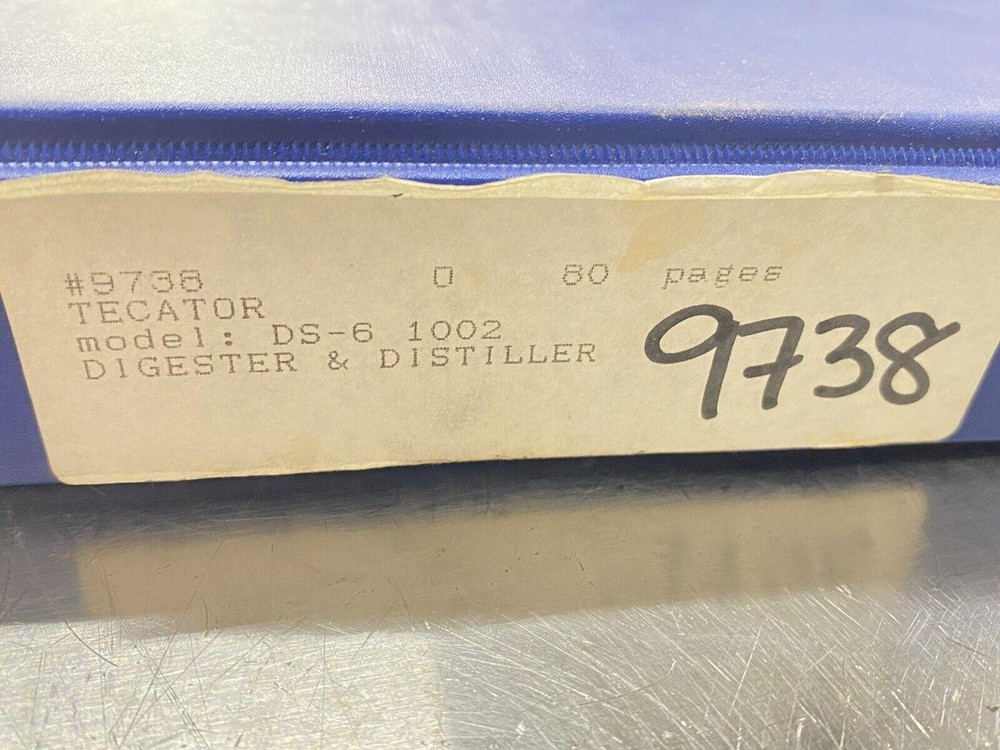 #9738 0 80 pages
TECATOR
model: DS-6 1002
DIGESTER & DISTILLER
9738